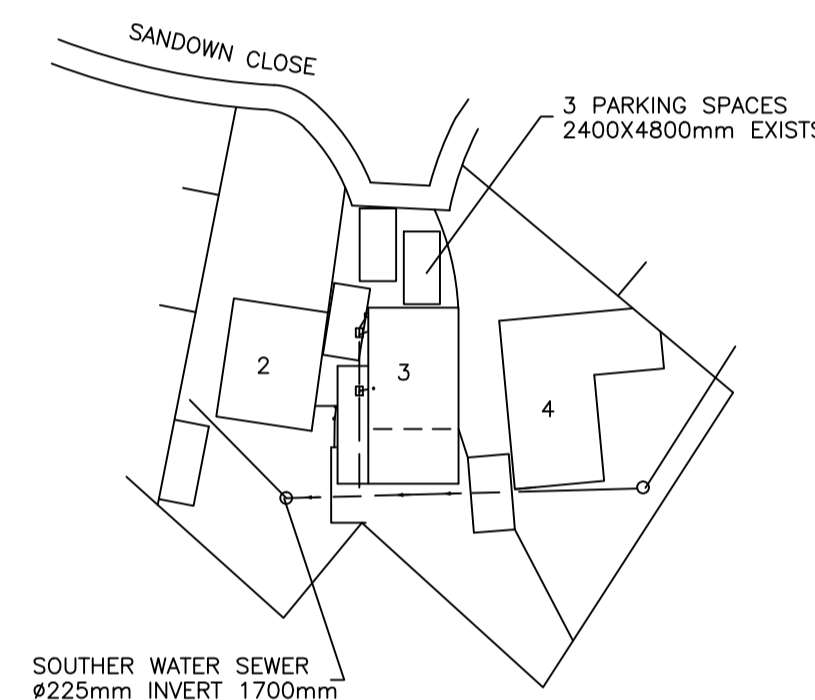 SANDOWN CLOSE
3 PARKING SPACES
2400X4800mm EXISTS
2
3
4
SOUTHER WATER SEWER
Ø225mm INVERT 1700mm